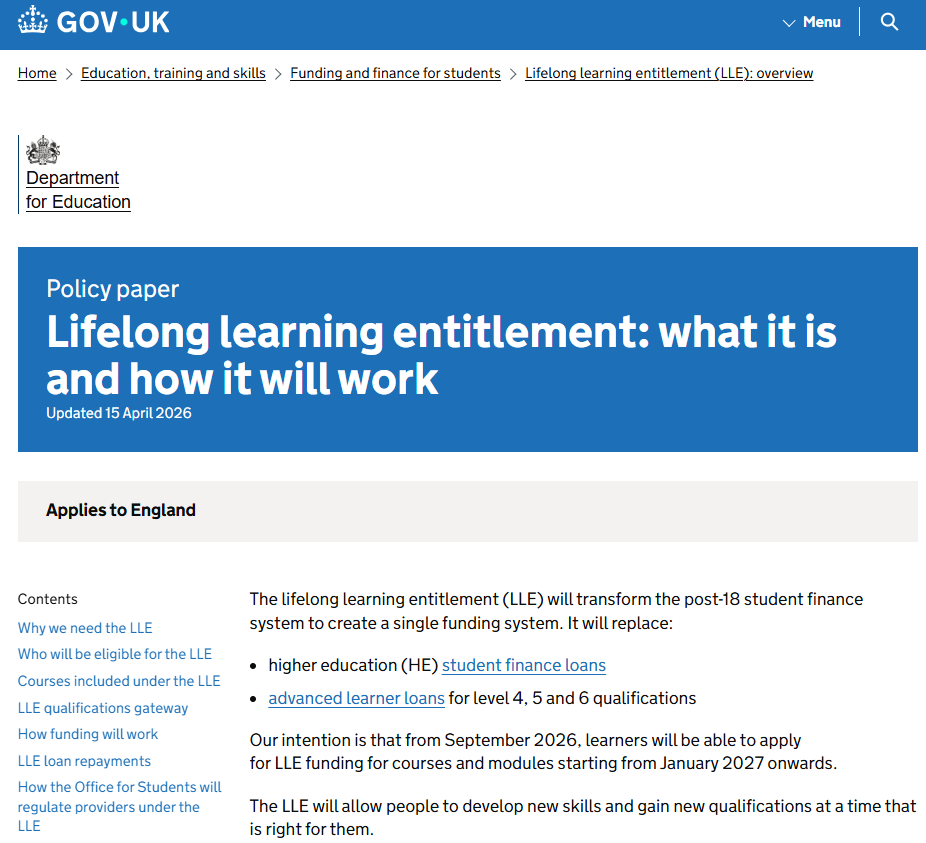 GOV·UK
Menu
Home > Education, training and skills > Funding and finance for students > Lifelong learning entitlement (LLE): overview
Department
for Education
Policy paper
Lifelong learning entitlement: what it is
and how it will work
Updated 15 April 2026
Applies to England
Contents
Why we need the LLE
Who will be eligible for the LLE
Courses included under the LLE
LLE qualifications gateway
How funding will work
LLE loan repayments
How the Office for Students will
regulate providers under the
LLE
The lifelong learning entitlement (LLE) will transform the post-18 student finance
system to create a single funding system. It will replace:
• higher education (HE) student finance loans
• advanced learner loans for level 4, 5 and 6 qualifications
Our intention is that from September 2026, learners will be able to apply
for LLE funding for courses and modules starting from January 2027 onwards.
The LLE will allow people to develop new skills and gain new qualifications at a time that
is right for them.